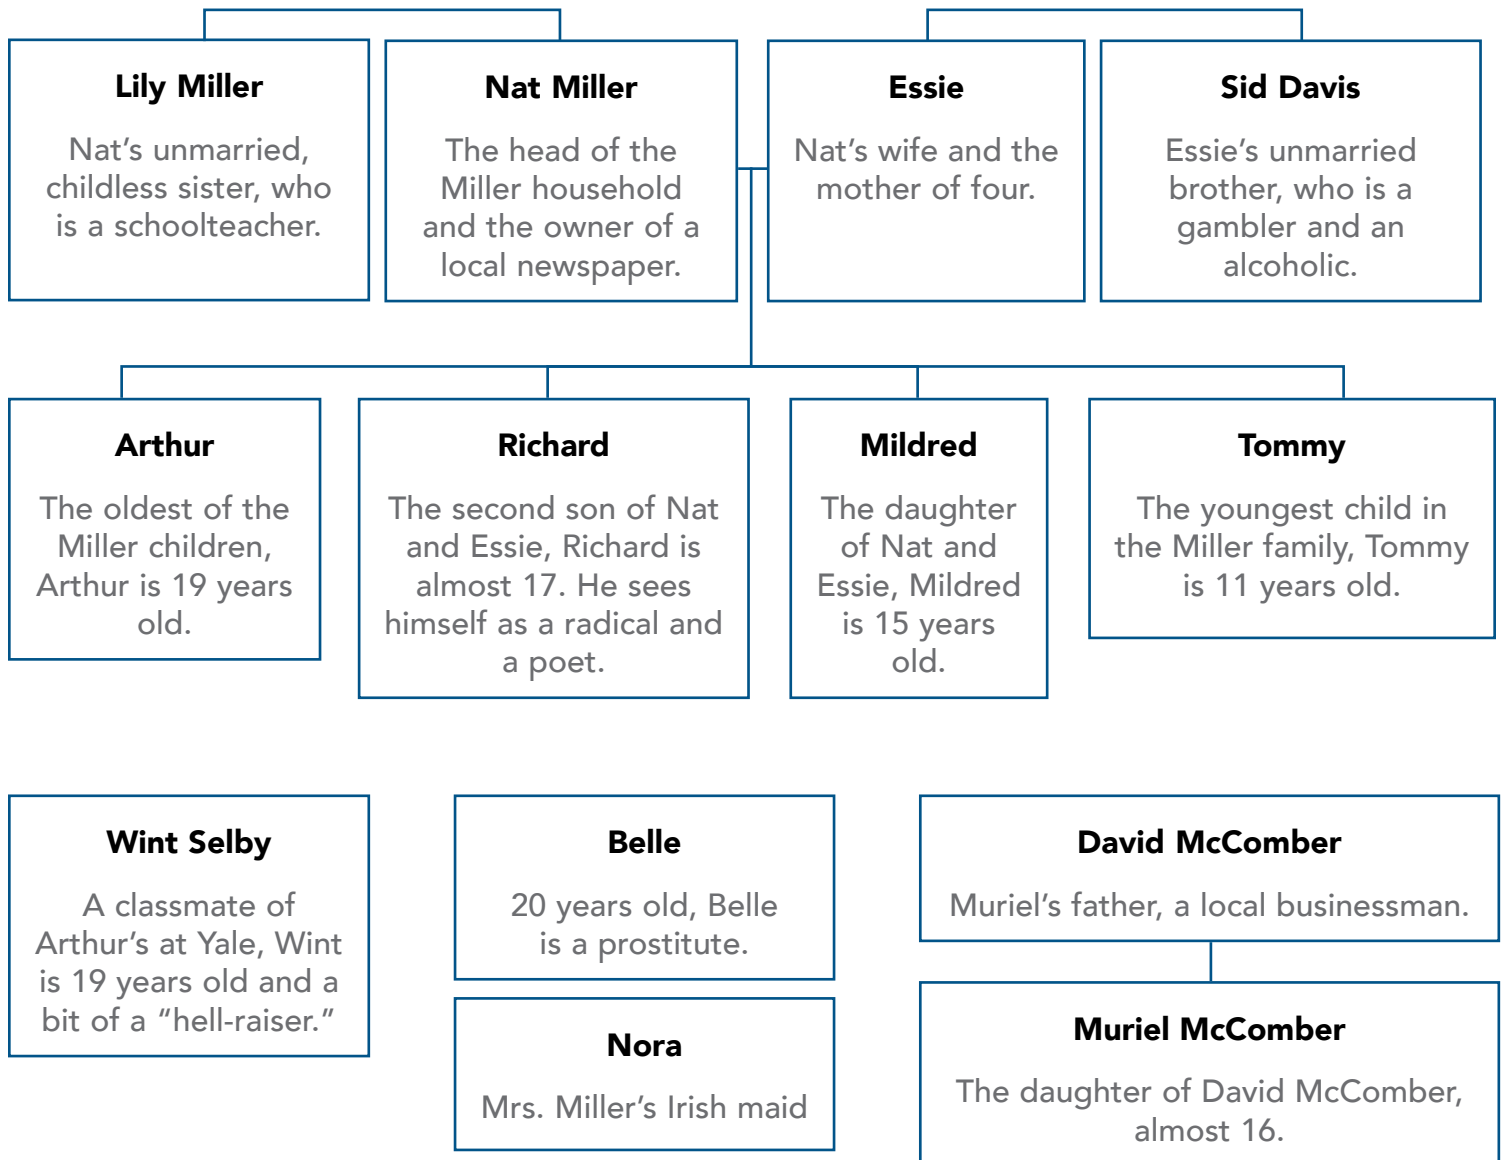 Lily Miller
Nat’s unmarried,
childless sister, who
is a schoolteacher.
Nat Miller
The head of the
Miller household
and the owner of a
local newspaper.
Essie
Nat’s wife and the
mother of four.
Sid Davis
Essie’s unmarried
brother, who is a
gambler and an
alcoholic.
Arthur
The oldest of the
Miller children,
Arthur is 19 years
old.
Richard
The second son of Nat
and Essie, Richard is
almost 17. He sees
himself as a radical and
a poet.
Mildred
The daughter
of Nat and
Essie, Mildred
is 15 years
old.
Tommy
The youngest child in
the Miller family, Tommy
is 11 years old.
Wint Selby
A classmate of
Arthur’s at Yale, Wint
is 19 years old and a
bit of a “hell-raiser.”
Belle
20 years old, Belle
is a prostitute.
Nora
Mrs. Miller’s Irish maid
David McComber
Muriel’s father, a local businessman.
Muriel McComber
The daughter of David McComber,
almost 16.